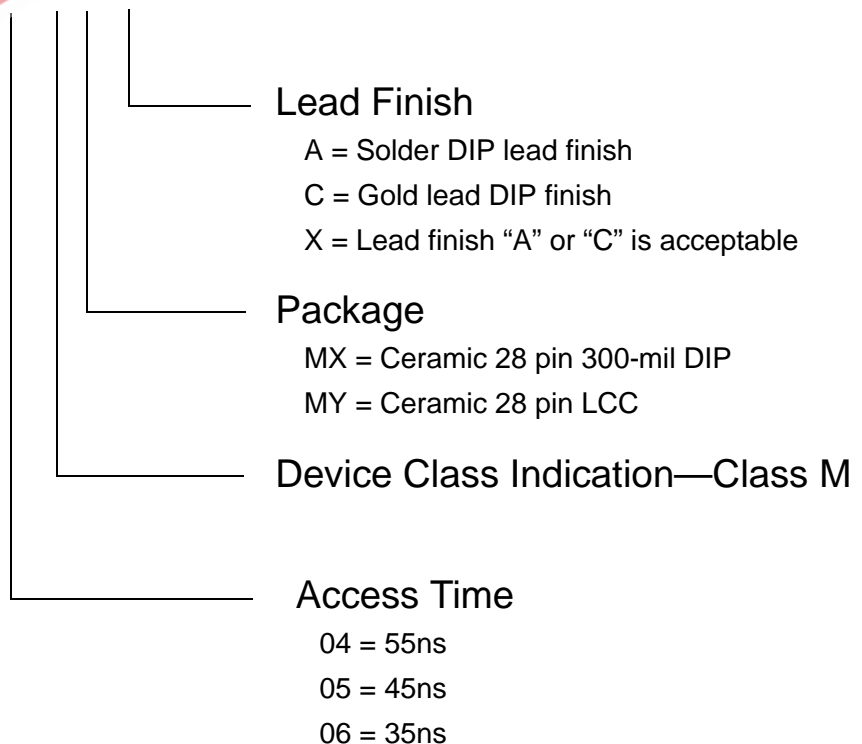 Lead Finish
A = Solder DIP lead finish
C = Gold lead DIP finish
X = Lead finish “A” or “C” is acceptable
Package
MX = Ceramic 28 pin 300-mil DIP
MY = Ceramic 28 pin LCC
Device Class Indication—Class M
Access Time
04 = 55ns
05 = 45ns
06 = 35ns